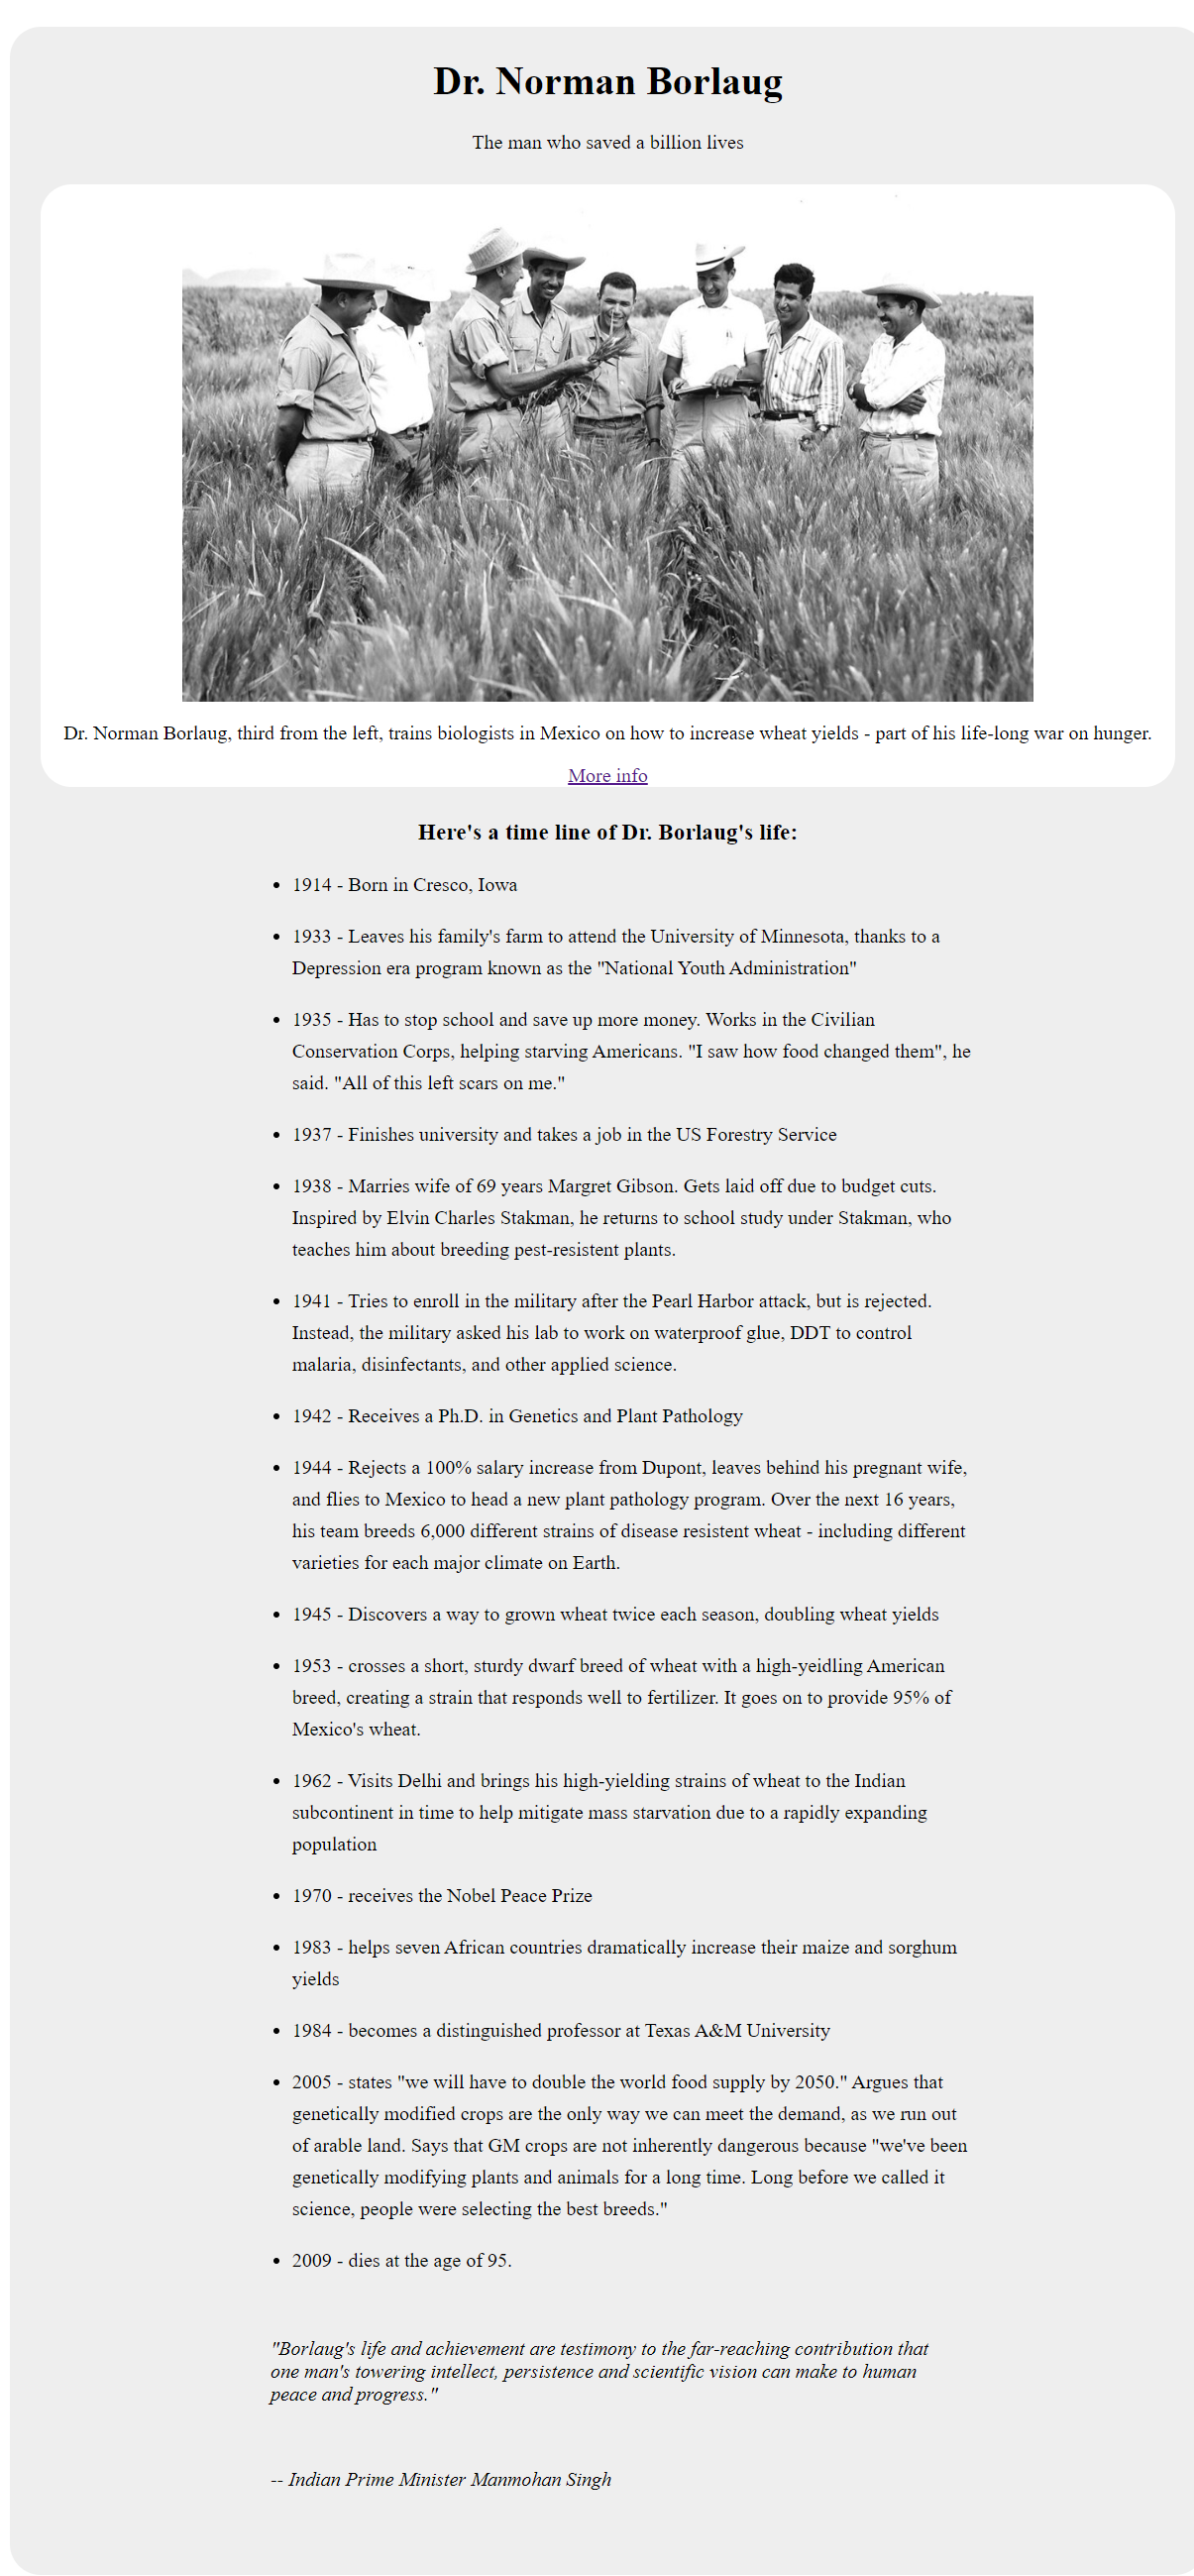 Dr. Norman Borlaug
The man who saved a billion lives
Dr. Norman Borlaug, third from the left, trains biologists in Mexico on how to increase wheat yields - part of his life-long war on hunger.
More info
Here's a time line of Dr. Borlaug's life:
• 1914 - Born in Cresco, Iowa
• 1933 - Leaves his family's farm to attend the University of Minnesota, thanks to a
Depression era program known as the "National Youth Administration"
• 1935 - Has to stop school and save up more money. Works in the Civilian
Conservation Corps, helping starving Americans. "I saw how food changed them", he
said. "All of this left scars on me."
• 1937 - Finishes university and takes a job in the US Forestry Service
• 1938 - Marries wife of 69 years Margret Gibson. Gets laid off due to budget cuts.
Inspired by Elvin Charles Stakman, he returns to school study under Stakman, who
teaches him about breeding pest-resistent plants.
• 1941 - Tries to enroll in the military after the Pearl Harbor attack, but is rejected.
Instead, the military asked his lab to work on waterproof glue, DDT to control
malaria, disinfectants, and other applied science.
• 1942 - Receives a Ph.D. in Genetics and Plant Pathology
• 1944 - Rejects a 100% salary increase from Dupont, leaves behind his pregnant wife,
and flies to Mexico to head a new plant pathology program. Over the next 16 years,
his team breeds 6,000 different strains of disease resistent wheat - including different
varieties for each major climate on Earth.
• 1945 - Discovers a way to grown wheat twice each season, doubling wheat yields
• 1953 - crosses a short, sturdy dwarf breed of wheat with a high-yeidling American
breed, creating a strain that responds well to fertilizer. It goes on to provide 95% of
Mexico's wheat.
• 1962 - Visits Delhi and brings his high-yielding strains of wheat to the Indian
subcontinent in time to help mitigate mass starvation due to a rapidly expanding
population
• 1970 - receives the Nobel Peace Prize
• 1983 - helps seven African countries dramatically increase their maize and sorghum
yields
• 1984 - becomes a distinguished professor at Texas A&M University
• 2005 - states "we will have to double the world food supply by 2050." Argues that
genetically modified crops are the only way we can meet the demand, as we run out
of arable land. Says that GM crops are not inherently dangerous because "we've been
genetically modifying plants and animals for a long time. Long before we called it
science, people were selecting the best breeds."
• 2009 - dies at the age of 95.
"Borlaug's life and achievement are testimony to the far-reaching contribution that
one man's towering intellect, persistence and scientific vision can make to human
peace and progress."
-- Indian Prime Minister Manmohan Singh